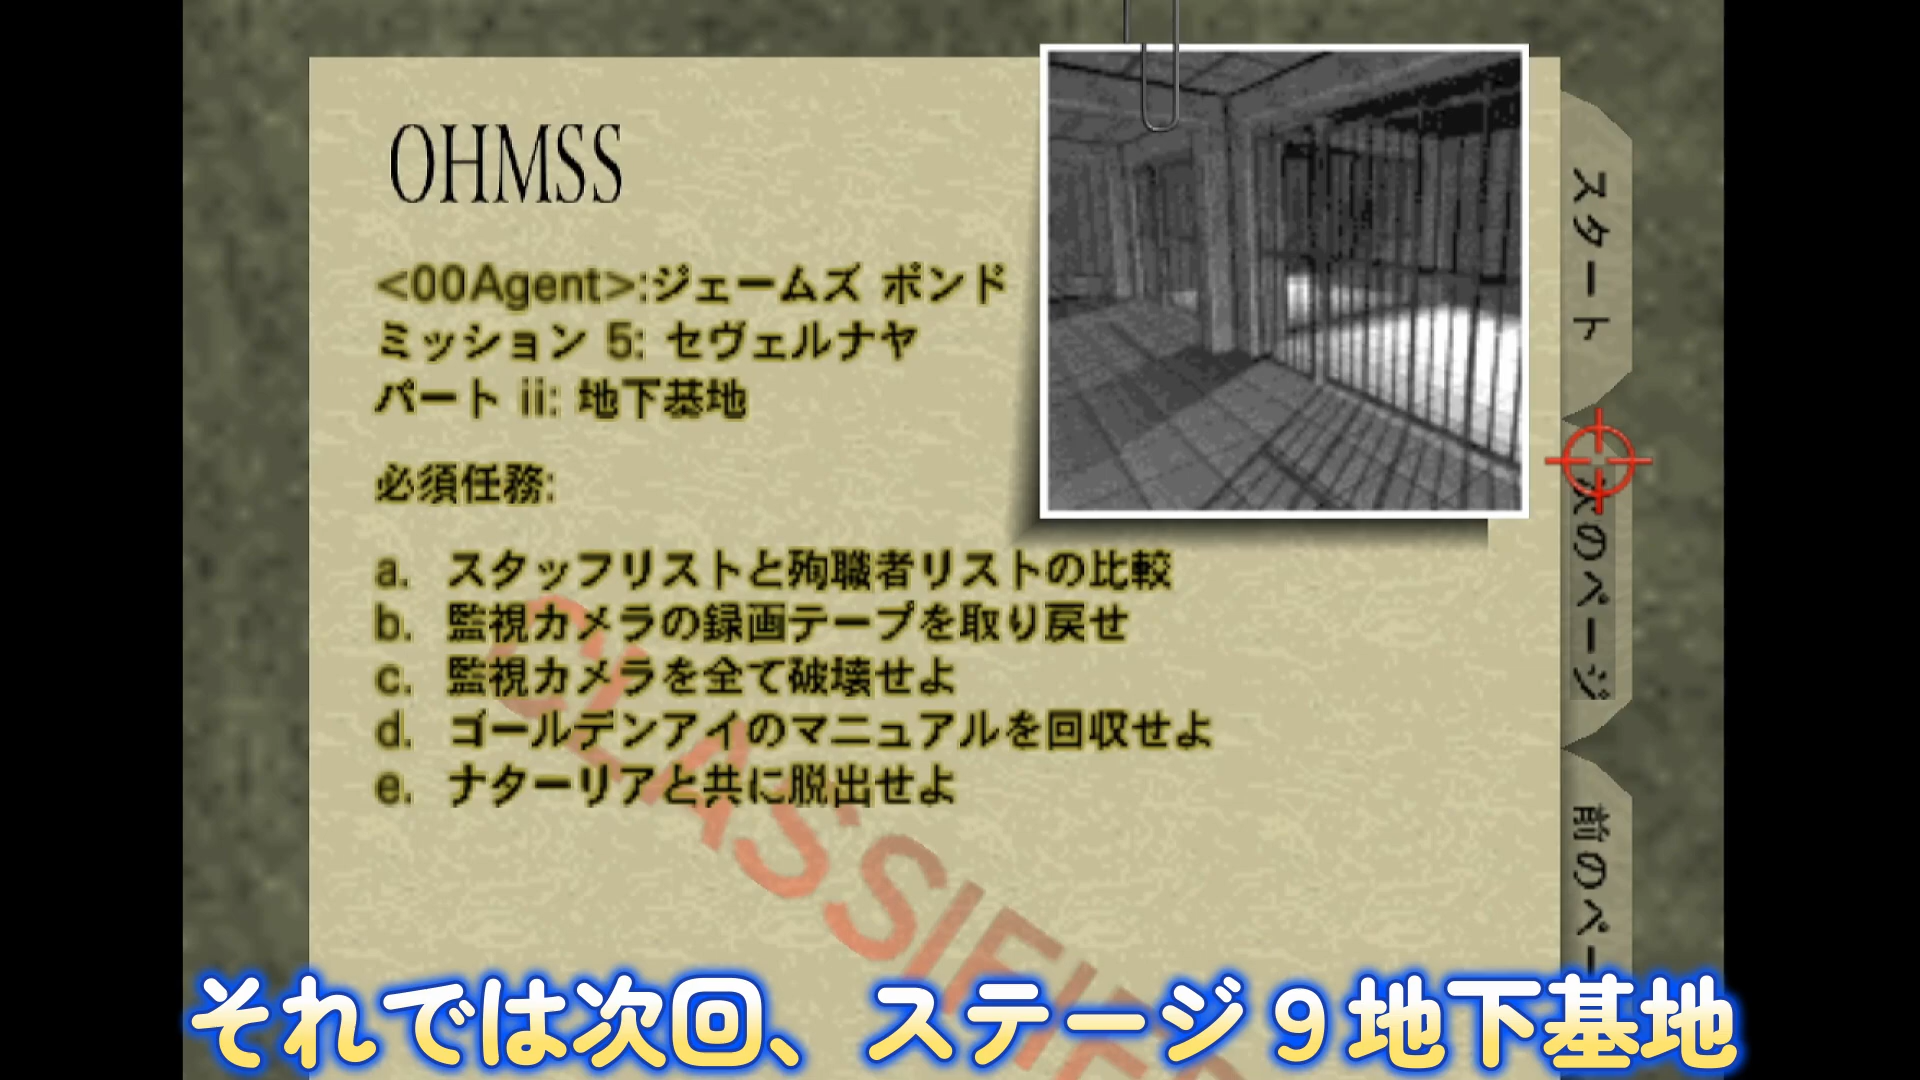 OHMSS
<00Agent>:ジェームズ ボンド
ミッション 5: セヴェルナヤ
パート ii: 地下基地
必須任務:
a. スタッフリストと殉職者リストの比較
b. 監視カメラの録画テープを取り戻せ
c. 監視カメラを全て破壊せよ
d. ゴールデンアイのマニュアルを回収せよ
e. ナターリアと共に脱出せよ
CLASSIFIED
スタート
次のページ
前のペー
それでは次回、ステージ９地下基地